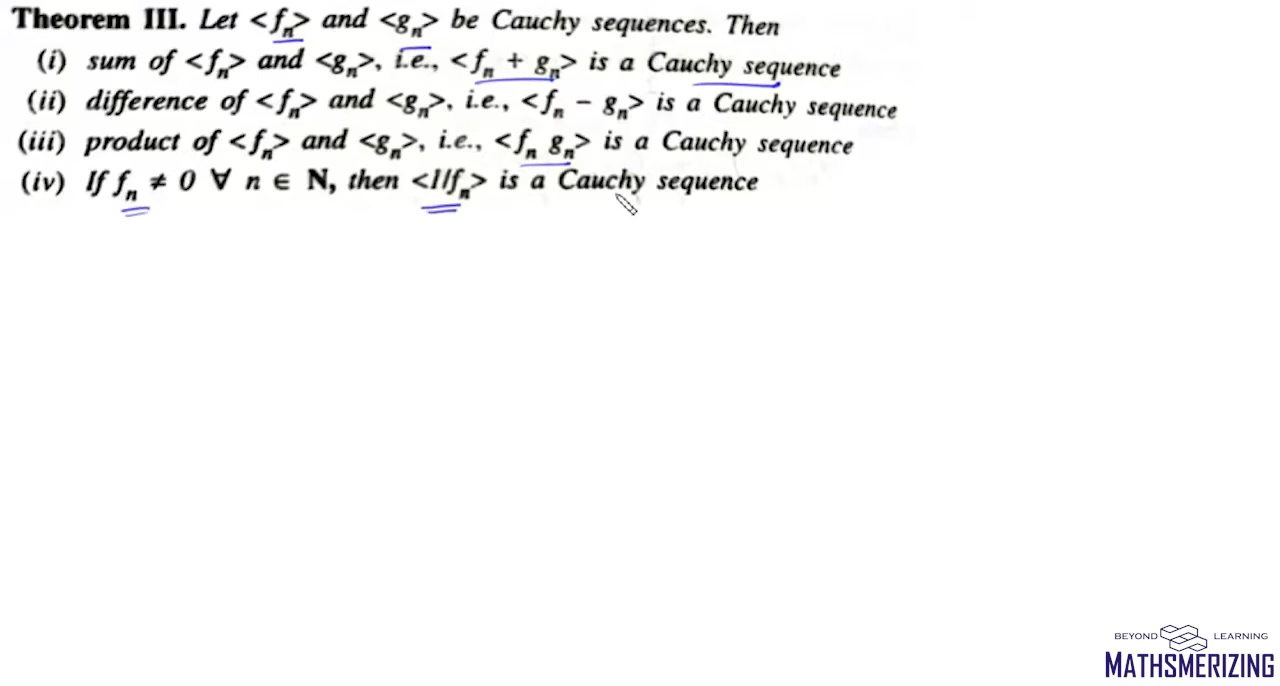 Theorem III. Let <fₙ> and <gₙ> be Cauchy sequences. Then
(i) sum of <fₙ> and <gₙ>, i.e., <fₙ + gₙ> is a Cauchy sequence
(ii) difference of <fₙ> and <gₙ>, i.e., <fₙ − gₙ> is a Cauchy sequence
(iii) product of <fₙ> and <gₙ>, i.e., <fₙ gₙ> is a Cauchy sequence
(iv) If fₙ ≠ 0 ∀ n ∈ N, then <1/fₙ> is a Cauchy sequence
BEYOND LEARNING
MATHSMERIZING